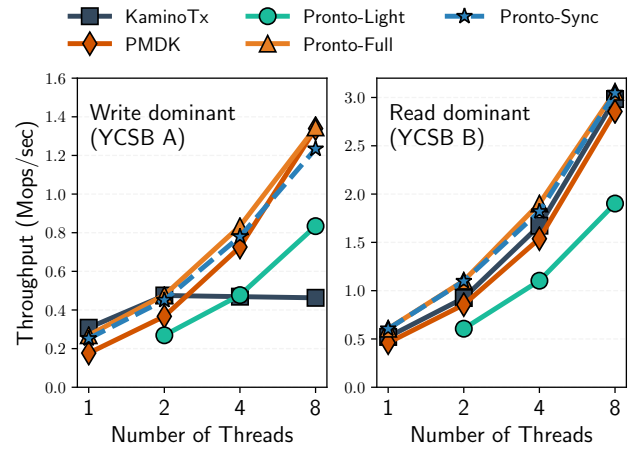 KaminoTx Pronto-Light Pronto-Sync
PMDK Pronto-Full
Throughput (Mops/sec)
1.6
1.4
1.2
1.0
0.8
0.6
0.4
0.2
0.0
Write dominant
(YCSB A)
1 2 4 8
Number of Threads
3.0
2.5
2.0
1.5
1.0
0.5
0.0
Read dominant
(YCSB B)
1 2 4 8
Number of Threads